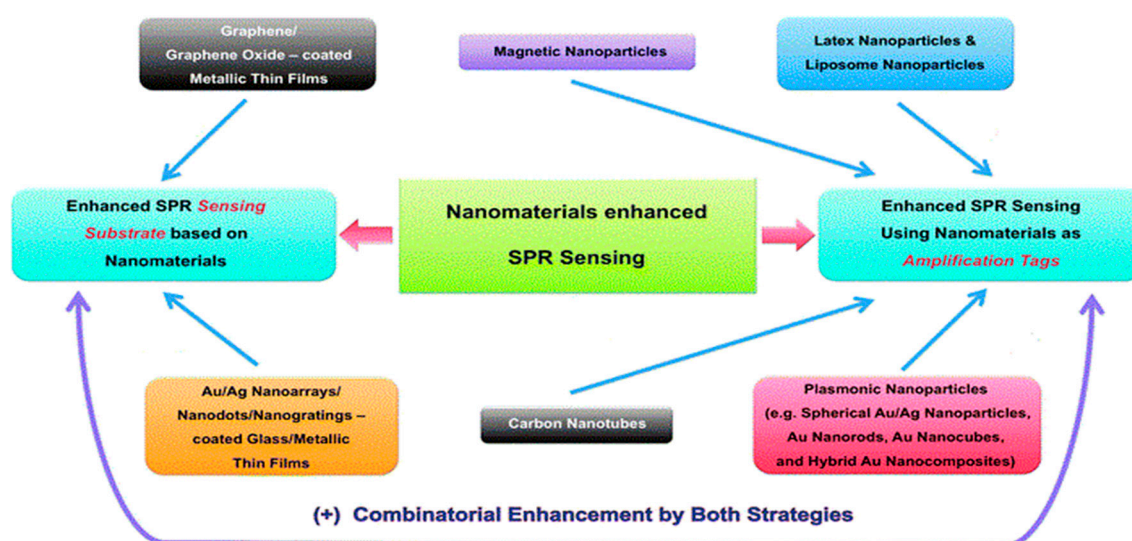 Graphene/
Graphene Oxide – coated
Metallic Thin Films
Magnetic Nanoparticles
Latex Nanoparticles &
Liposome Nanoparticles
Enhanced SPR Sensing
Substrate based on
Nanomaterials
Nanomaterials enhanced
SPR Sensing
Enhanced SPR Sensing
Using Nanomaterials as
Amplification Tags
Au/Ag Nanoarrays/
Nanodots/Nanogratings –
coated Glass/Metallic
Thin Films
Carbon Nanotubes
Plasmonic Nanoparticles
(e.g. Spherical Au/Ag Nanoparticles,
Au Nanorods, Au Nanocubes,
and Hybrid Au Nanocomposites)
(+) Combinatorial Enhancement by Both Strategies